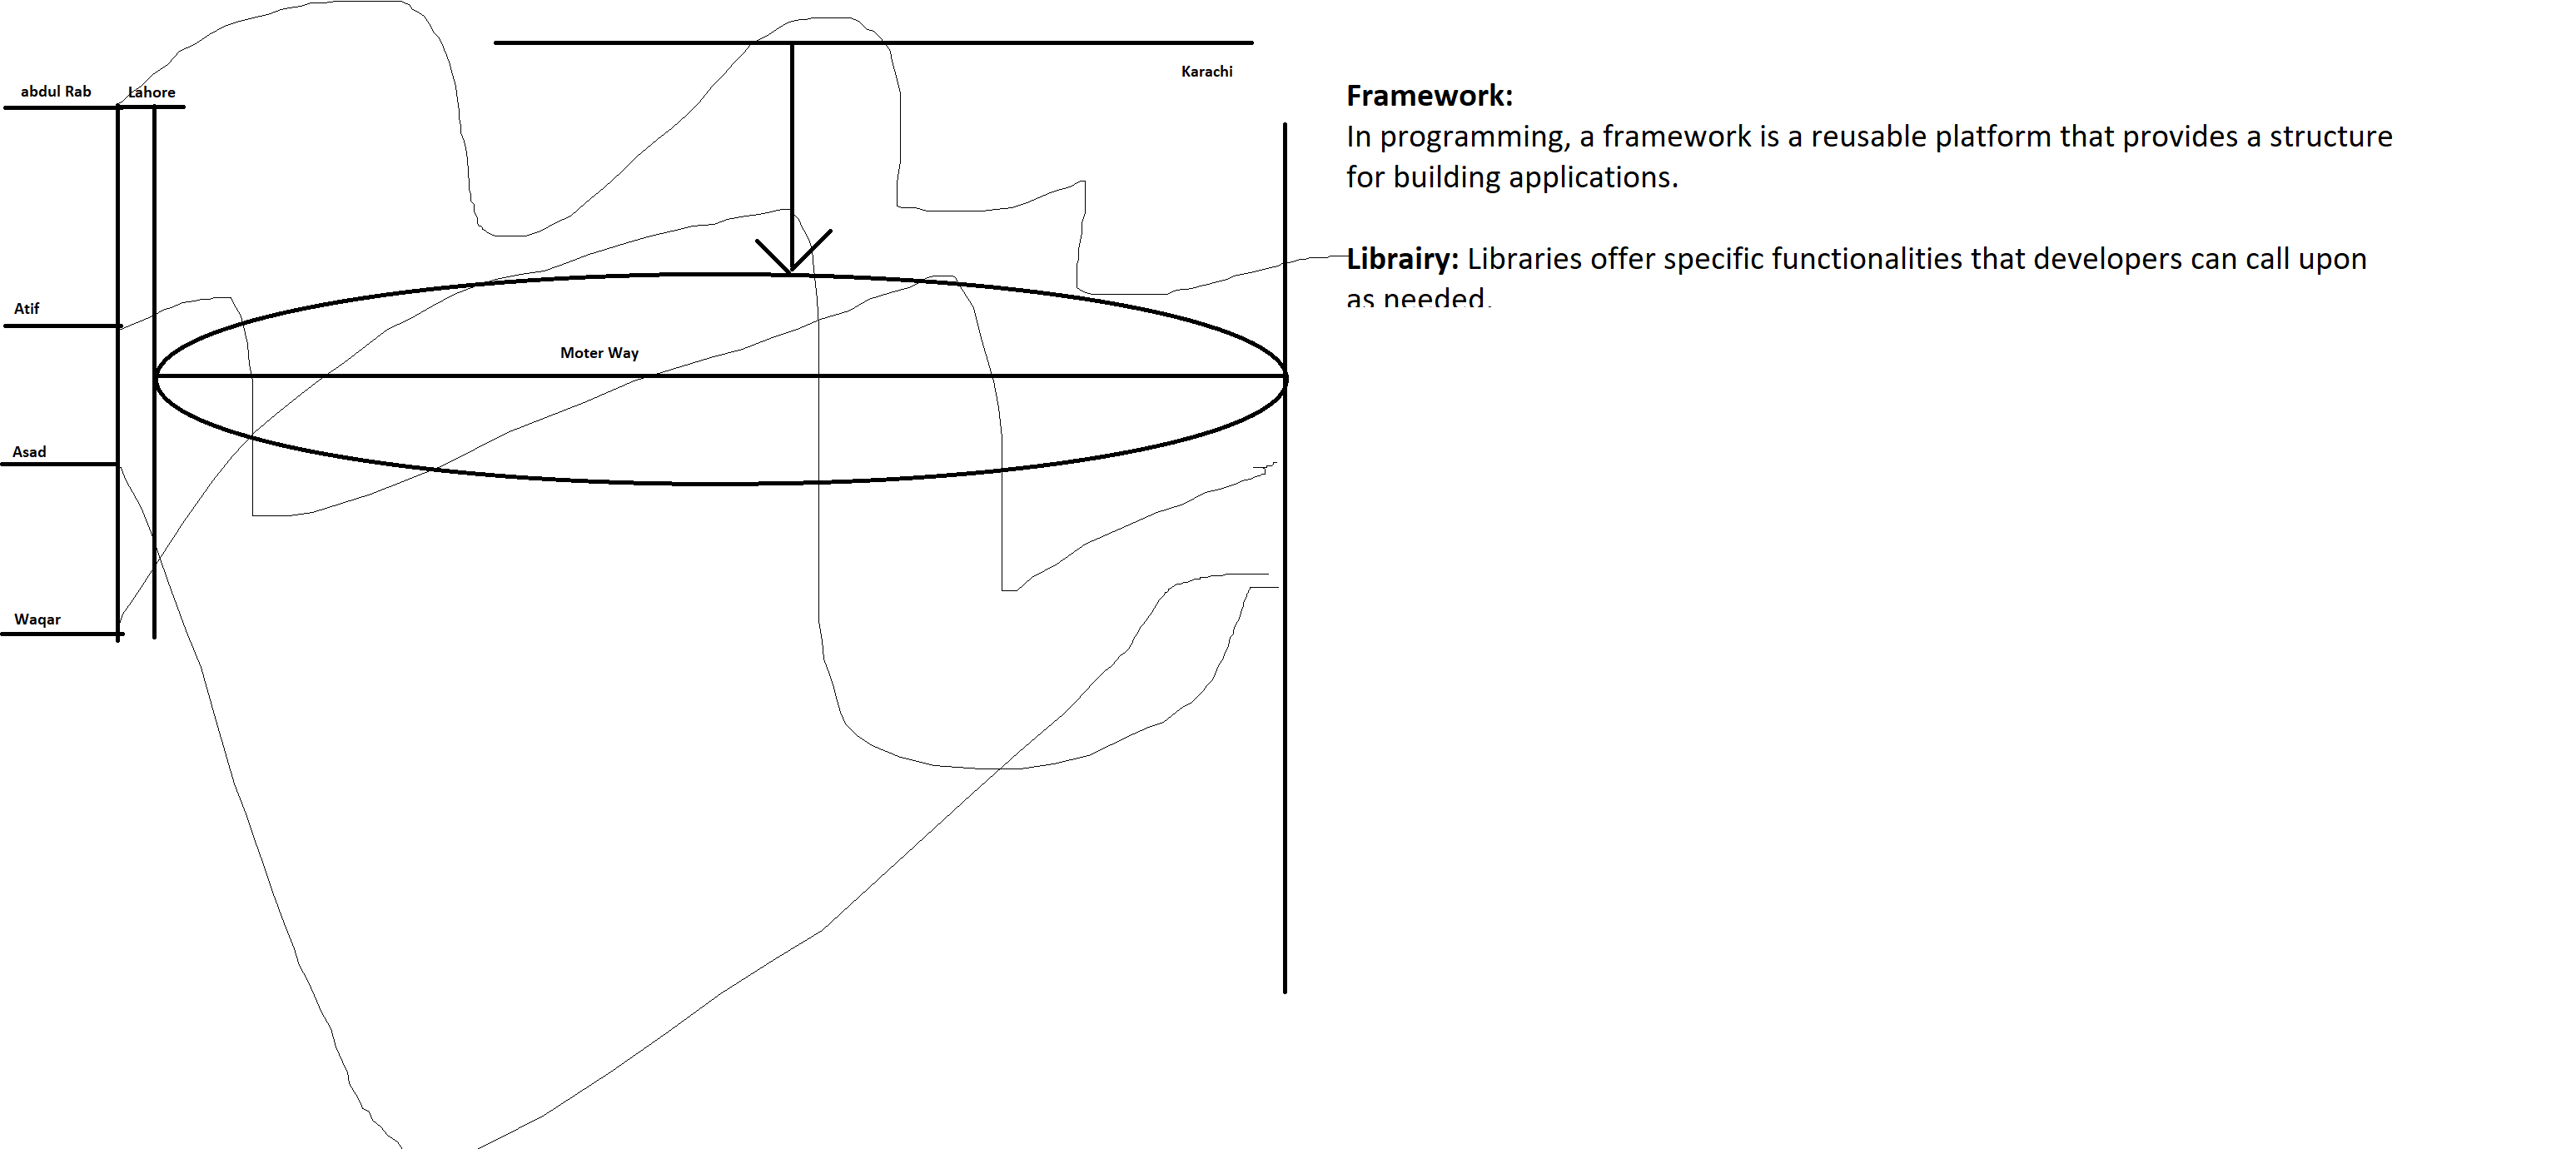 Karachi
abdul Rab
Lahore
Atif
Moter Way
Asad
Waqar
Framework:
In programming, a framework is a reusable platform that provides a structure
for building applications.
Librairy: Libraries offer specific functionalities that developers can call upon
as needed.